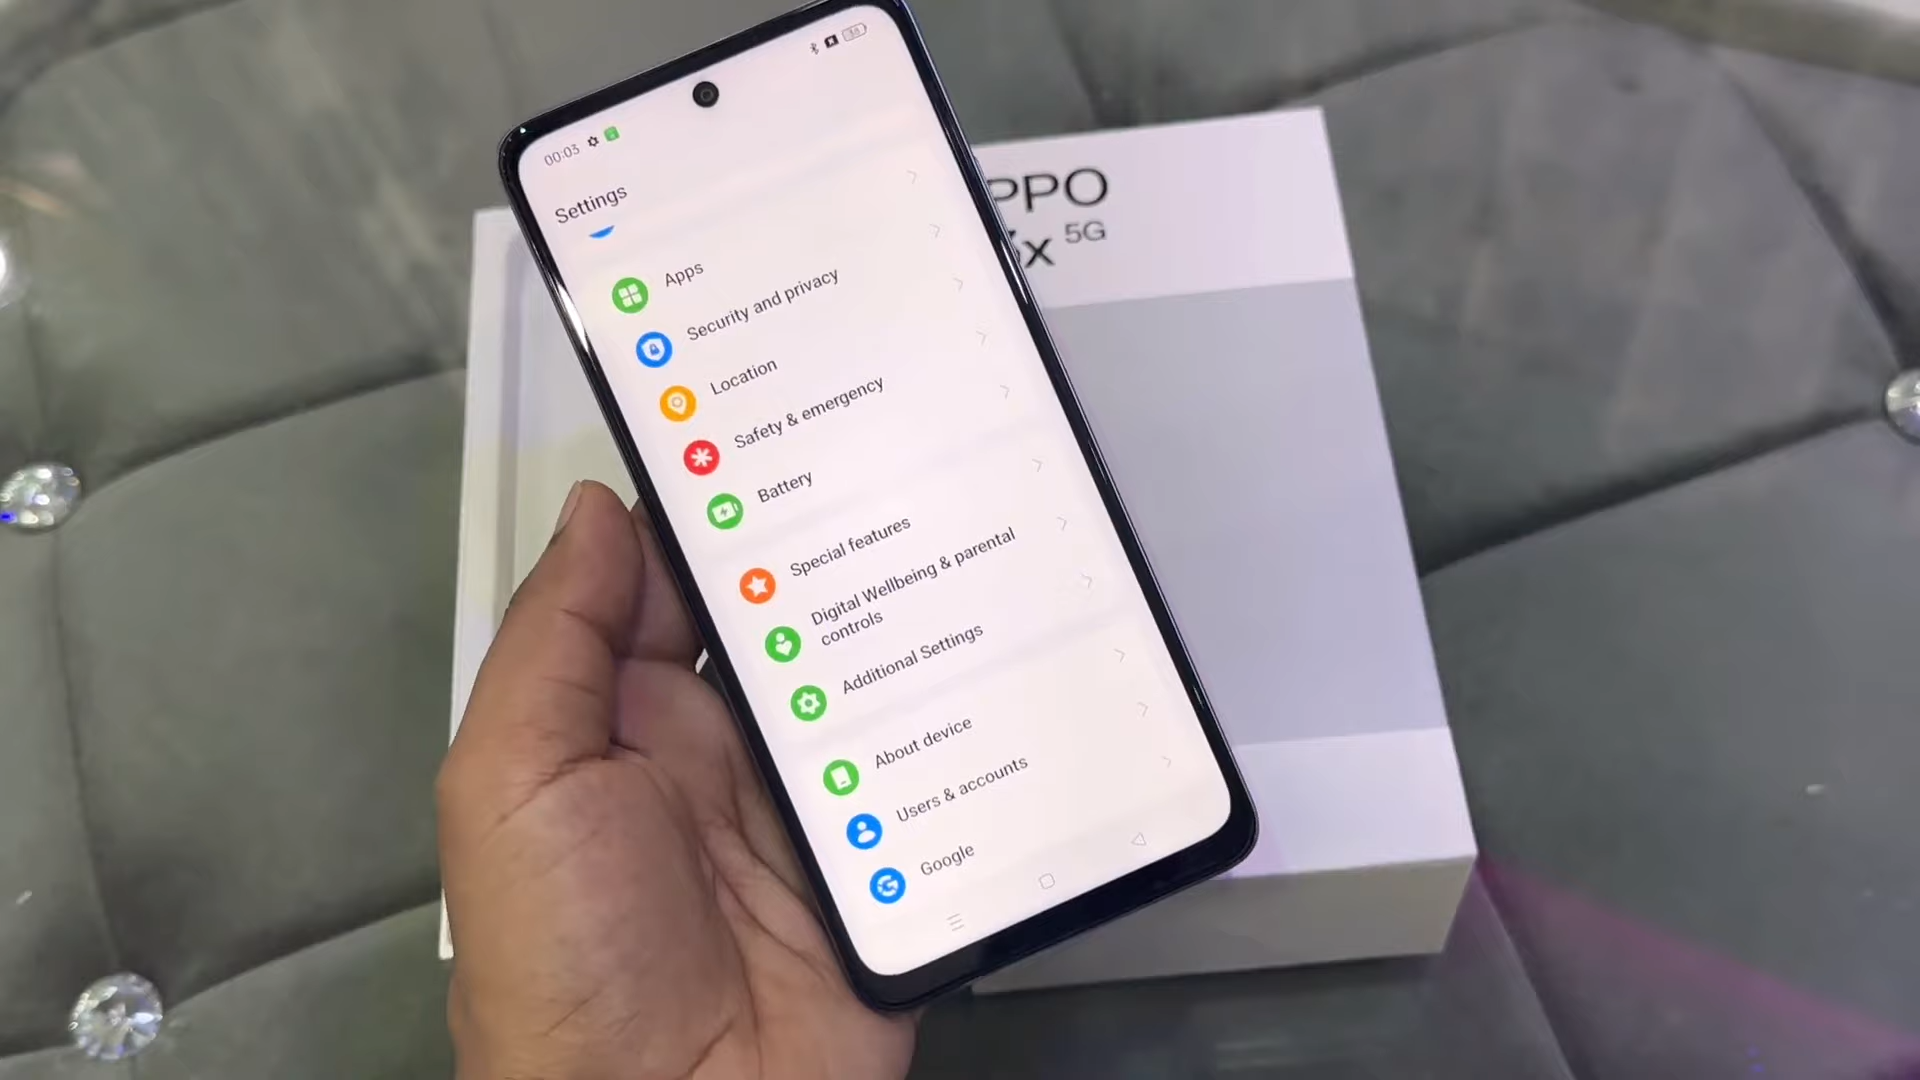 00:03
Settings
Apps
Security and privacy
Location
Safety & emergency
Battery
Special features
Digital Wellbeing & parental
controls
Additional Settings
About device
Users & accounts
Google
PPO
x 5G